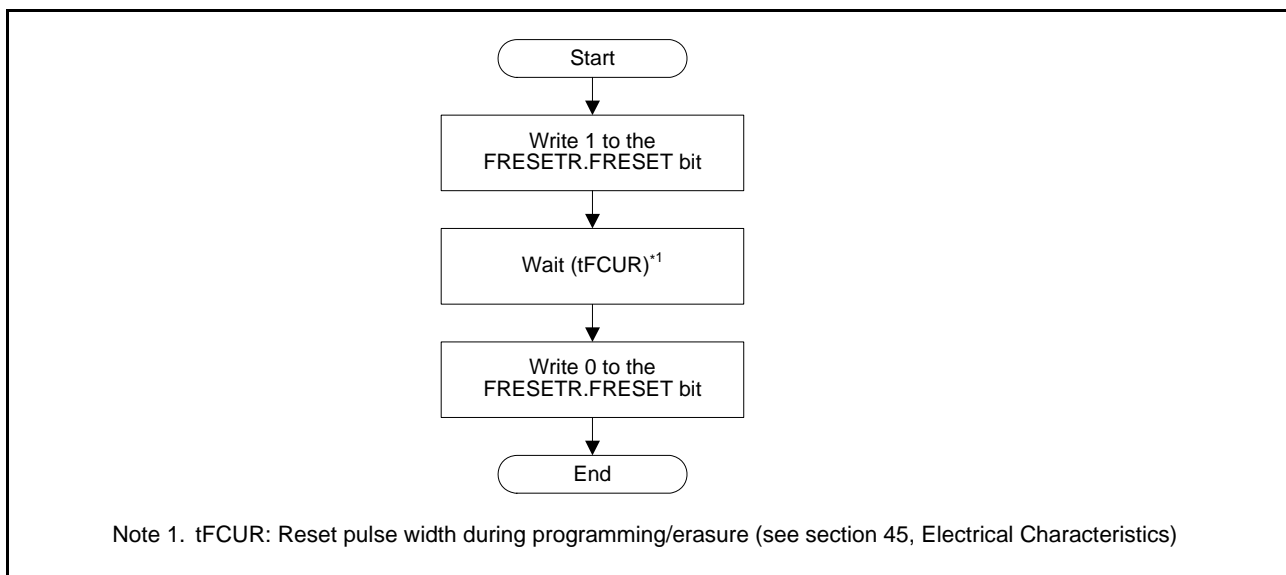 Start
Write 1 to the
FRESETR.FRESET bit
Wait (tFCUR)*1
Write 0 to the
FRESETR.FRESET bit
End
Note 1. tFCUR: Reset pulse width during programming/erasure (see section 45, Electrical Characteristics)